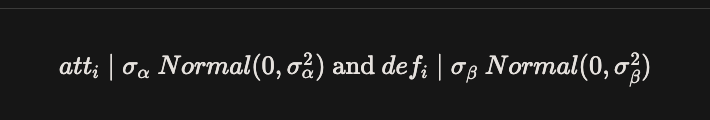 att_i | σ_α Normal(0, σ_α^2) and def_i | σ_β Normal(0, σ_β^2)